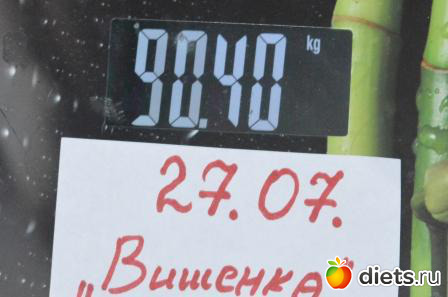 90.40 kg
27.07.
„Вишенка"
diets.ru